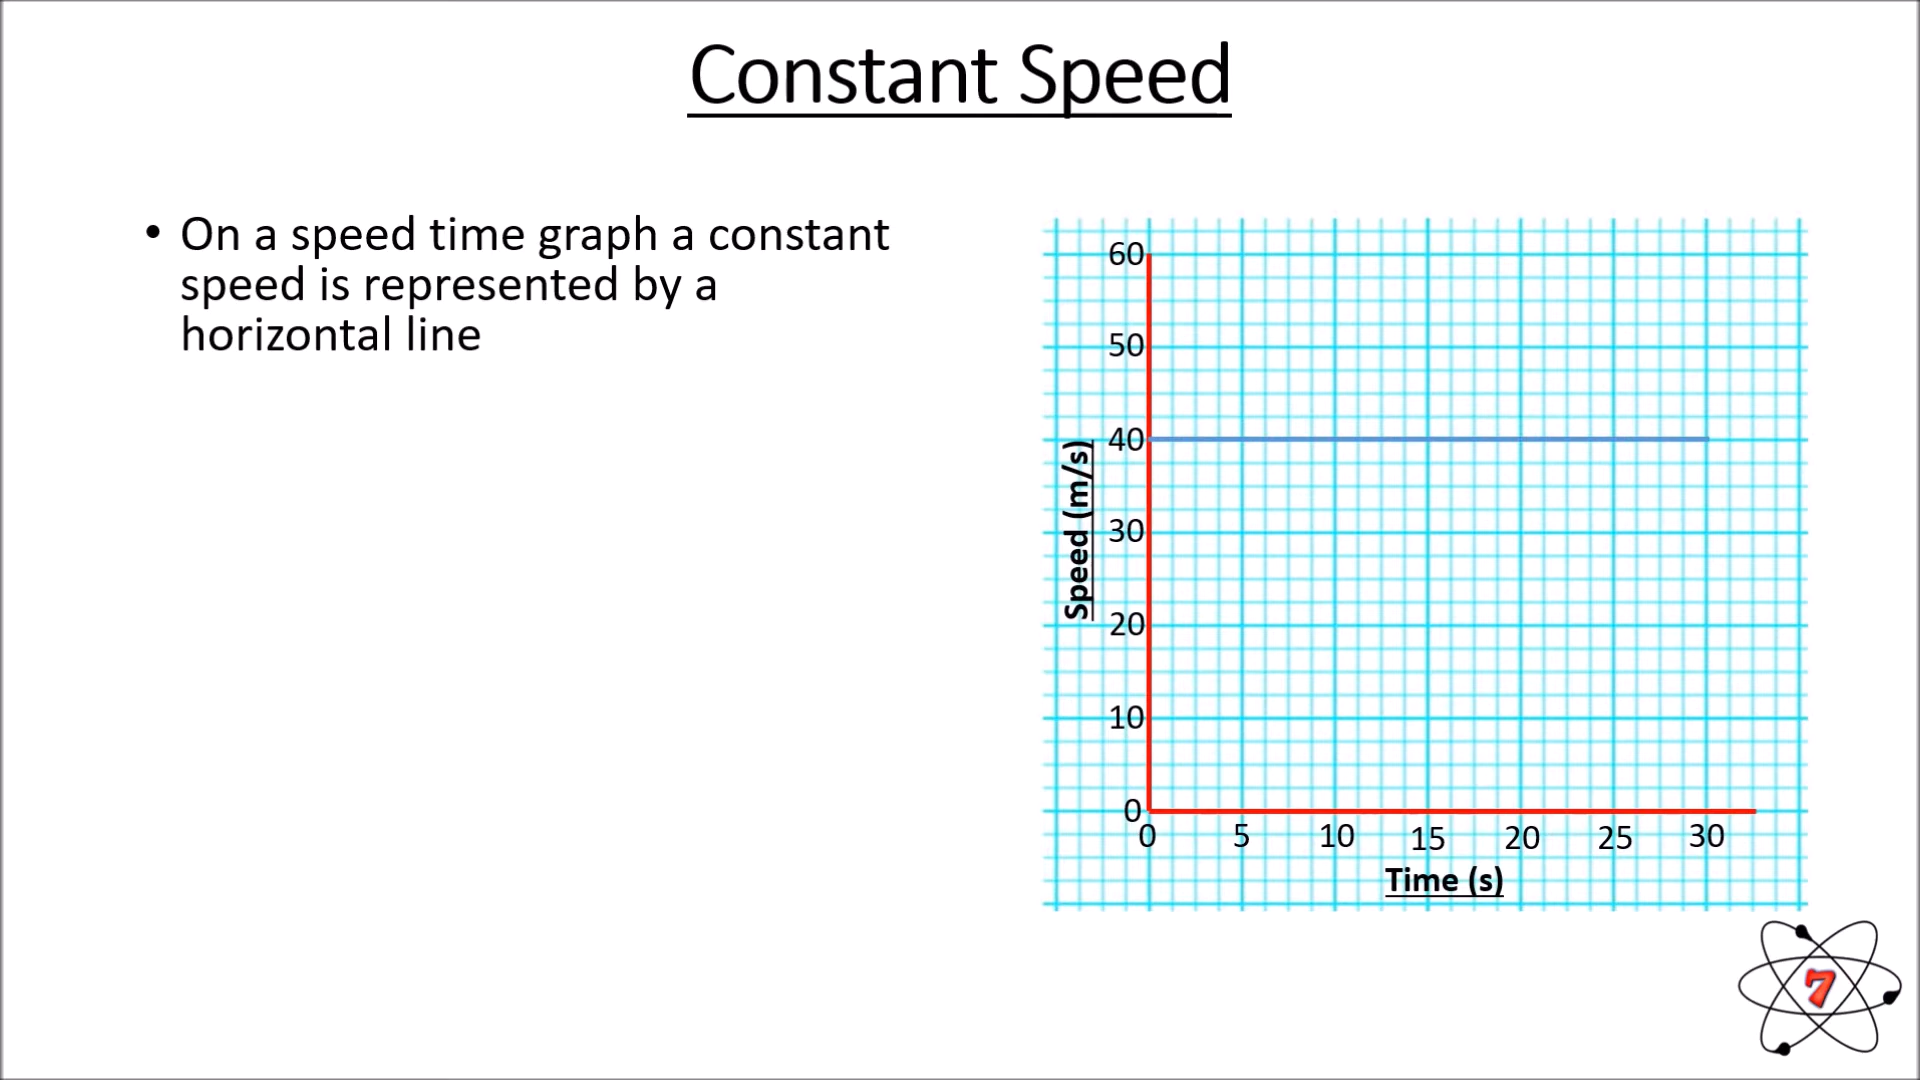 Constant Speed
• On a speed time graph a constant
speed is represented by a
horizontal line
60
50
40
30
20
10
0
Speed (m/s)
0 5 10 15 20 25 30
Time (s)
7